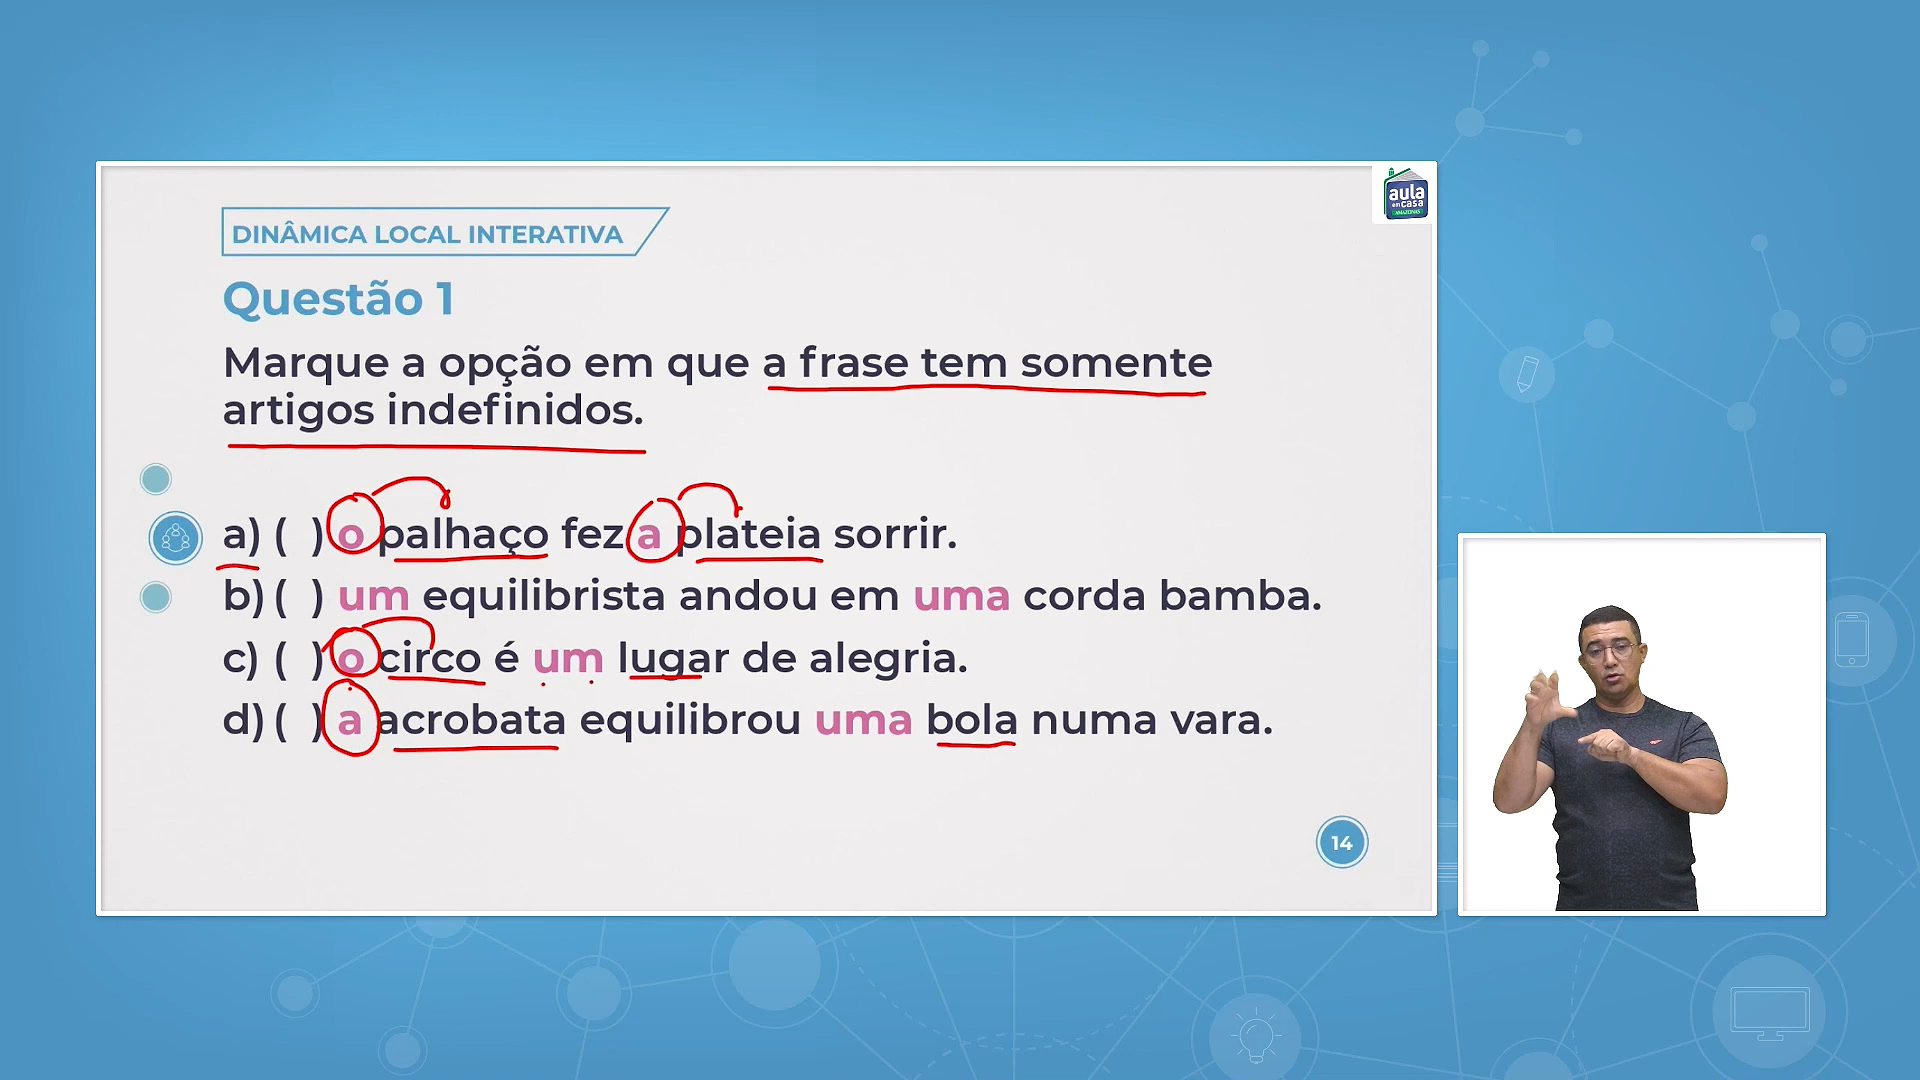 aula
em casa
AMAZONAS
DINÂMICA LOCAL INTERATIVA
Questão 1
Marque a opção em que a frase tem somente
artigos indefinidos.
a) ( ) o palhaço fez a plateia sorrir.
b) ( ) um equilibrista andou em uma corda bamba.
c) ( ) o circo é um lugar de alegria.
d) ( ) a acrobata equilibrou uma bola numa vara.
14